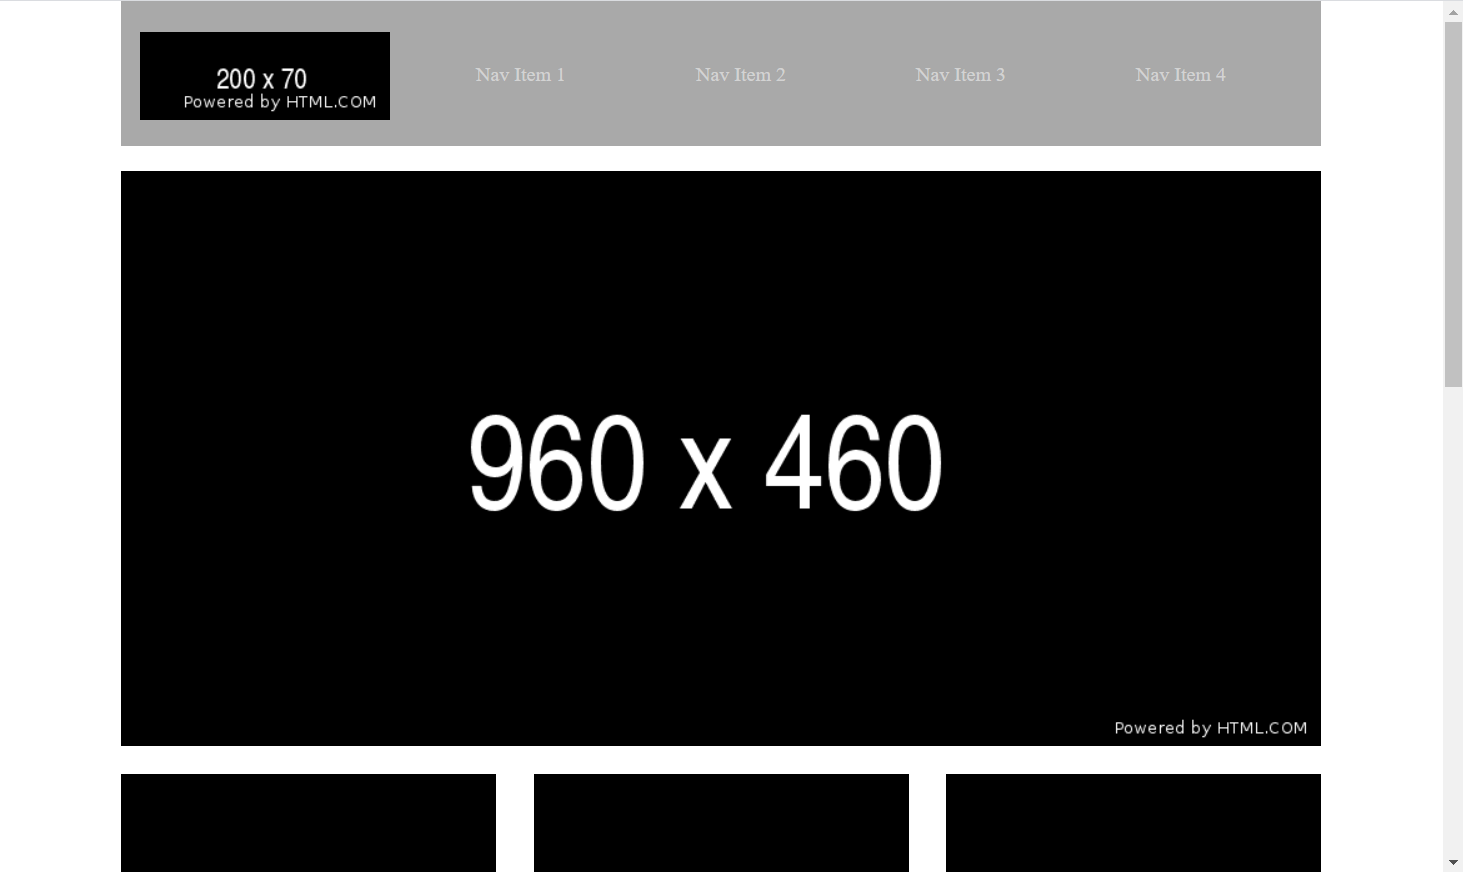 200 x 70
Powered by HTML.COM
Nav Item 1
Nav Item 2
Nav Item 3
Nav Item 4
960 x 460
Powered by HTML.COM